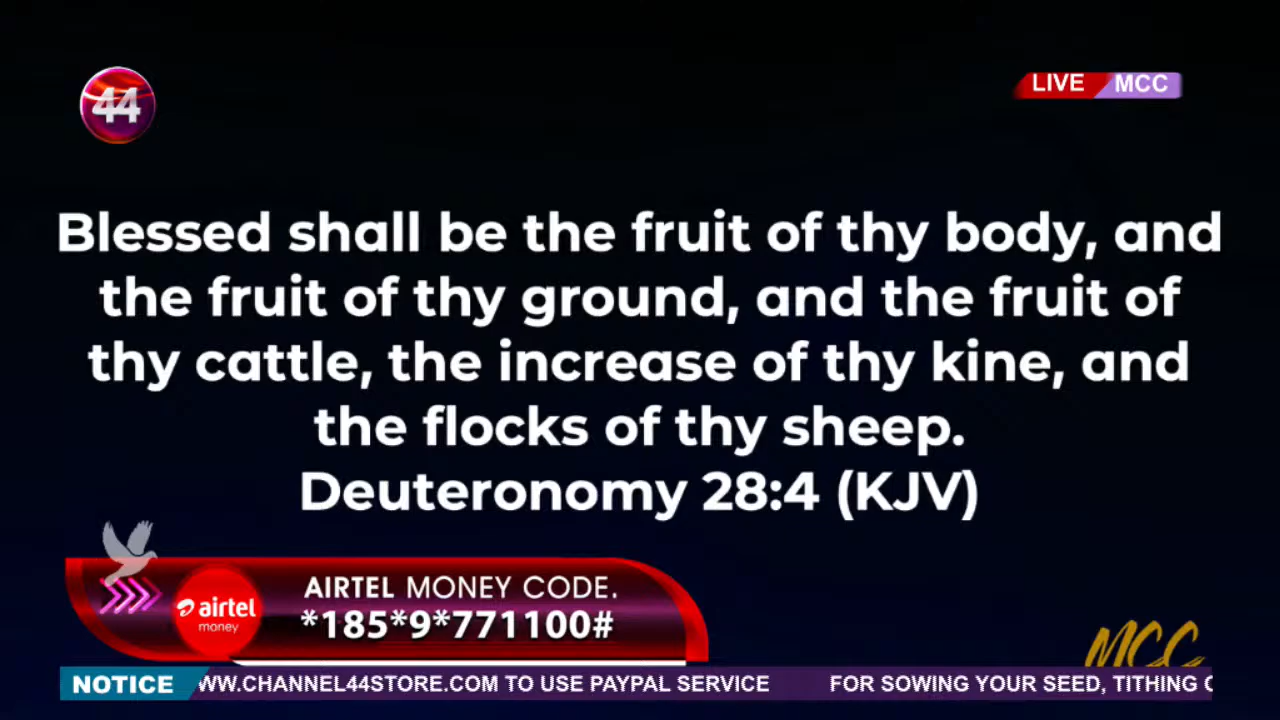 44
LIVE MCC
Blessed shall be the fruit of thy body, and
the fruit of thy ground, and the fruit of
thy cattle, the increase of thy kine, and
the flocks of thy sheep.
Deuteronomy 28:4 (KJV)
airtel
money
AIRTEL MONEY CODE.
*185*9*771100#
MCC
NOTICE WW.CHANNEL44STORE.COM TO USE PAYPAL SERVICE FOR SOWING YOUR SEED, TITHING